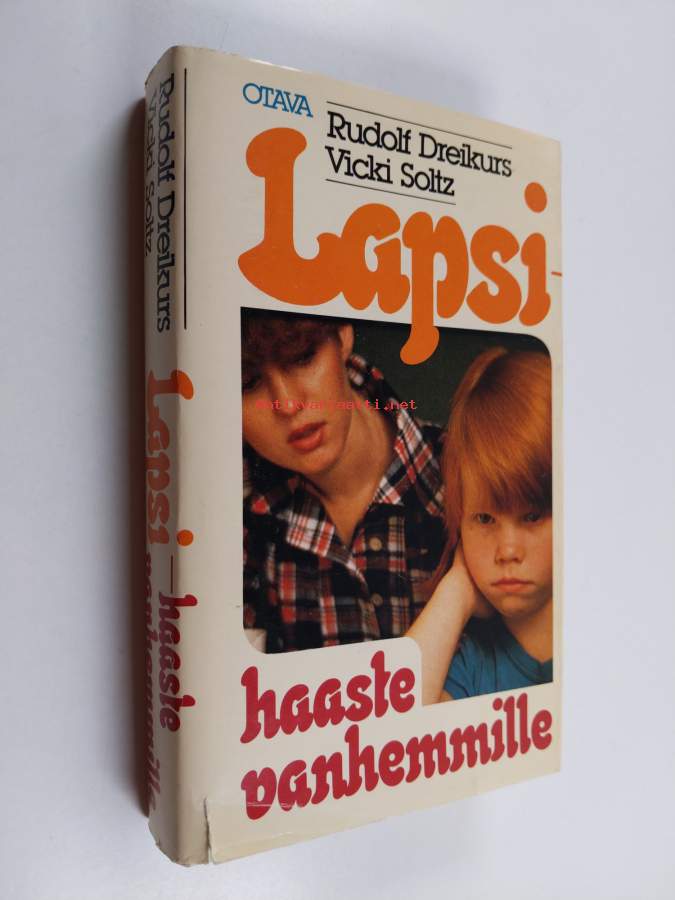 OTAVA
Rudolf Dreikurs
Vicki Soltz
Lapsi-
haaste
vanhemmille
Rudolf Dreikurs
Vicki Soltz
Lapsi – haaste
vanhemmille
antikvariaatti.net